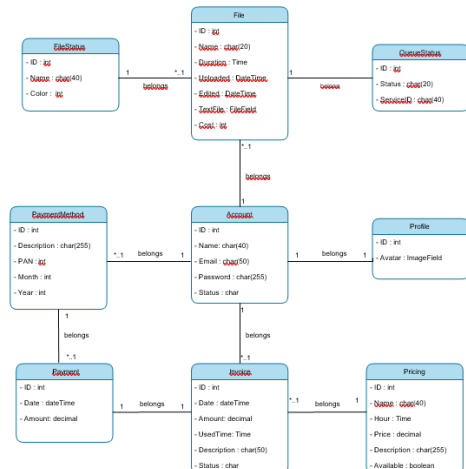 File
- ID : int
- Name : char(20)
- Duration : Time
- Uploaded : DateTime
- Edited : DateTime
- TextFile : FileField
- Cost : int
FileStatus
- ID : int
- Name : char(40)
- Color : int
QueueStatus
- ID : int
- Status : char(20)
- ServiceID : char(40)
1
*..1
belongs
1
1
belongs
*..1
belongs
1
PaymentMethod
- ID : int
- Description : char(255)
- PAN : int
- Month : int
- Year : int
Account
- ID : int
- Name: char(40)
- Email : char(50)
- Password : char(255)
- Status : char
Profile
- ID : int
- Avatar : ImageField
*..1
belongs
1
1
belongs
1
1
belongs
*..1
1
belongs
*..1
Payment
- ID : int
- Date : dateTime
- Amount: decimal
Invoice
- ID : int
- Date : dateTime
- Amount: decimal
- UsedTime: Time
- Description : char(50)
- Status : char
Pricing
- ID : int
- Name : char(40)
- Hour : Time
- Price : decimal
- Description : char(255)
- Available : boolean
1
belongs
1
1
belongs
1